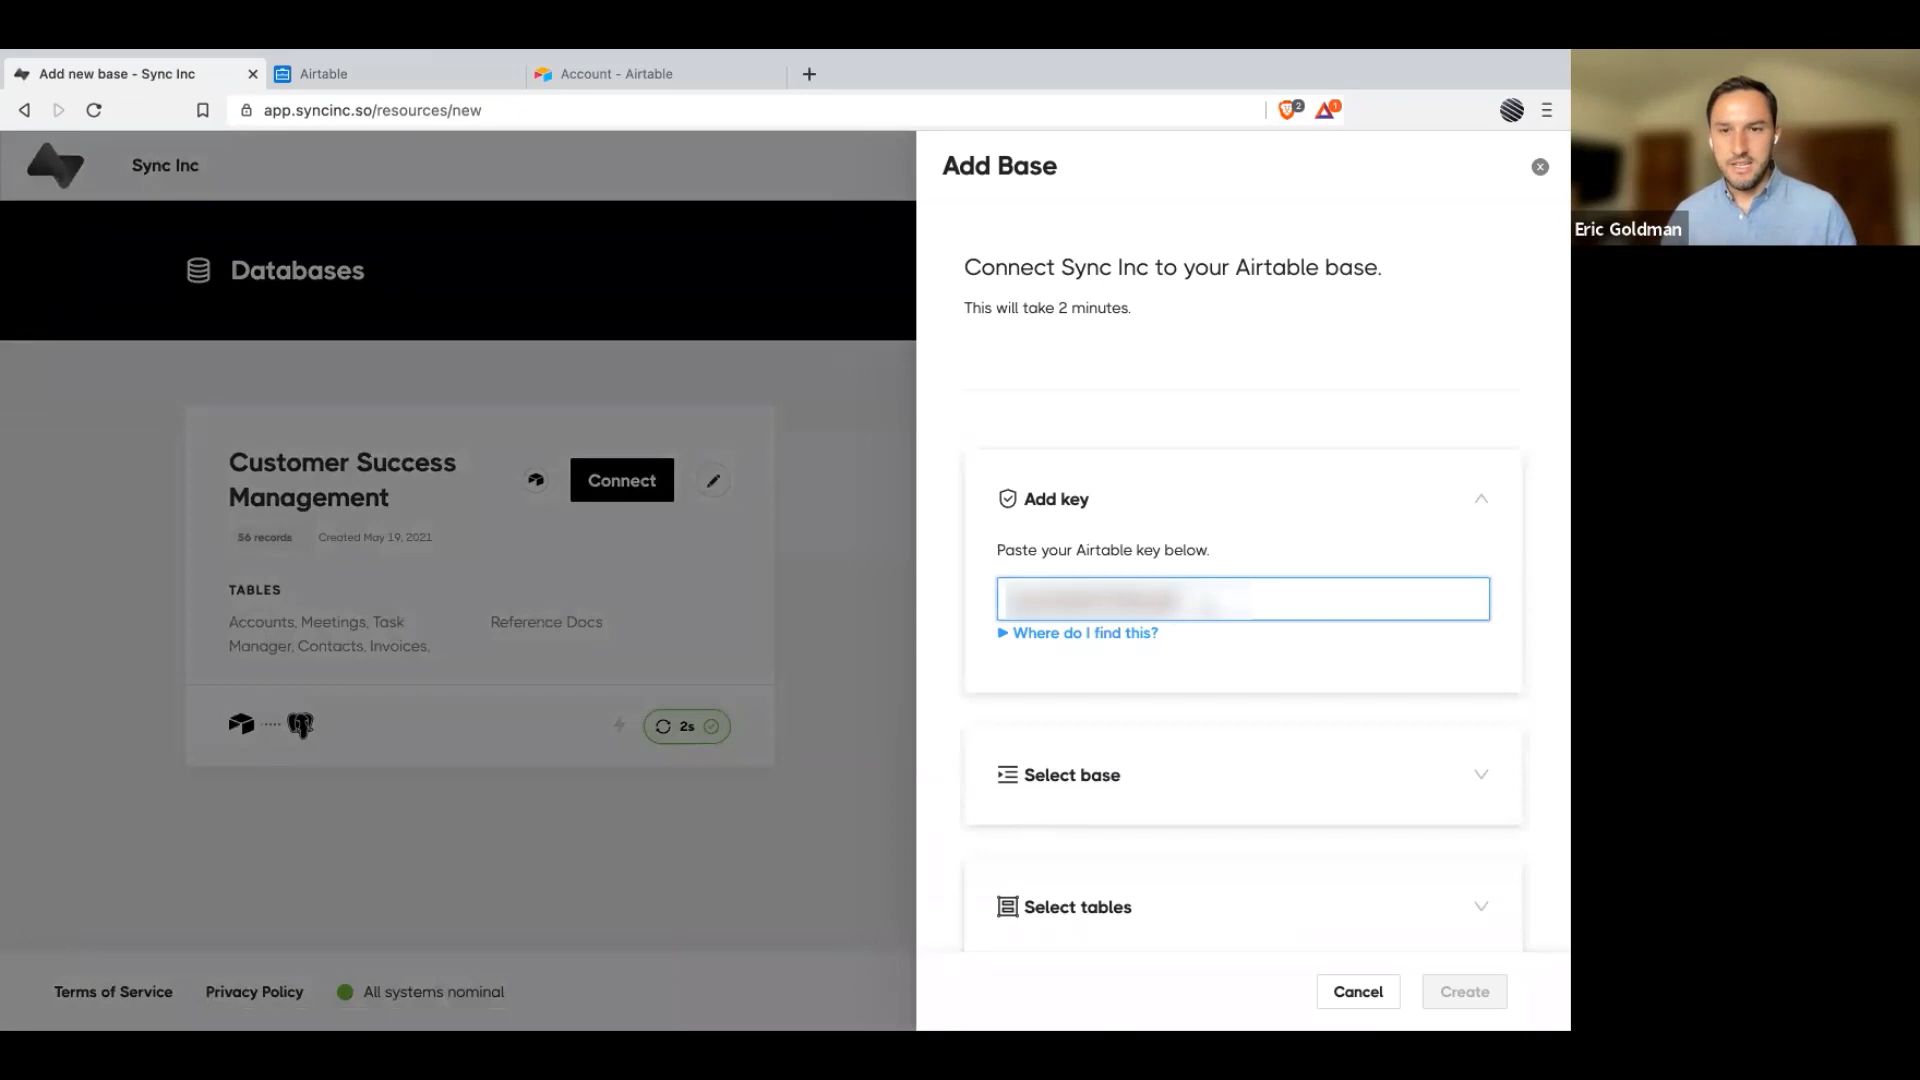 Add new base - Sync Inc
Airtable
Account - Airtable
app.syncinc.so/resources/new
2
1
Sync Inc
Add Base
Eric Goldman
Databases
Connect Sync Inc to your Airtable base.
This will take 2 minutes.
Customer Success
Management
Connect
56 records
Created May 19, 2021
Add key
Paste your Airtable key below.
Where do I find this?
TABLES
Accounts, Meetings, Task
Manager, Contacts, Invoices,
Reference Docs
2s
Select base
Select tables
Terms of Service
Privacy Policy
All systems nominal
Cancel
Create